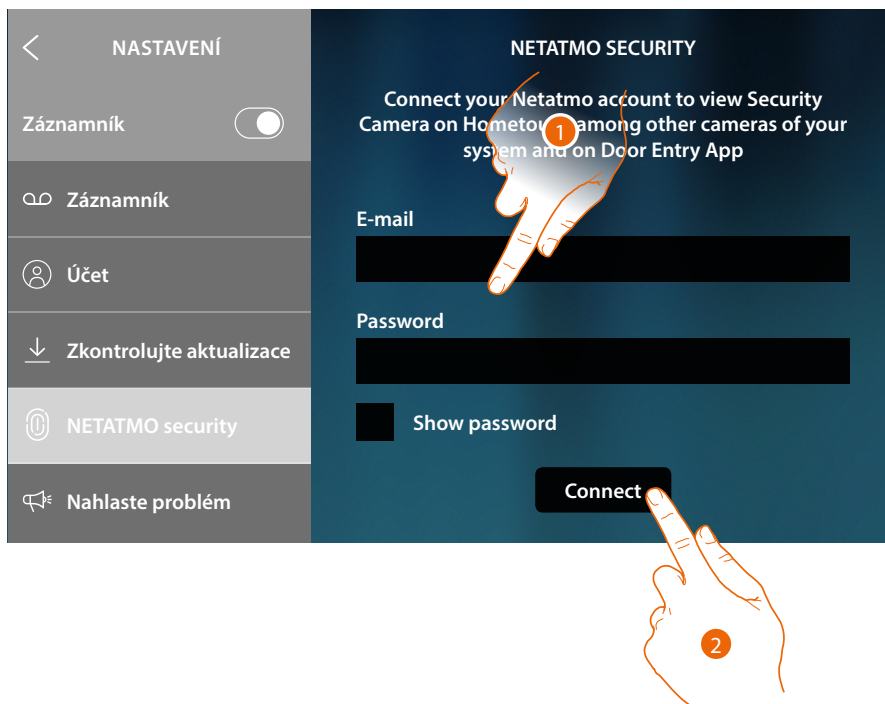 NASTAVENÍ
Záznamník
Záznamník
Účet
Zkontrolujte aktualizace
NETATMO security
Nahlaste problém
NETATMO SECURITY
Connect your Netatmo account to view Security
Camera on among other cameras of your
system and on Door Entry App
E-mail
Password
Show password
Connect
1
2